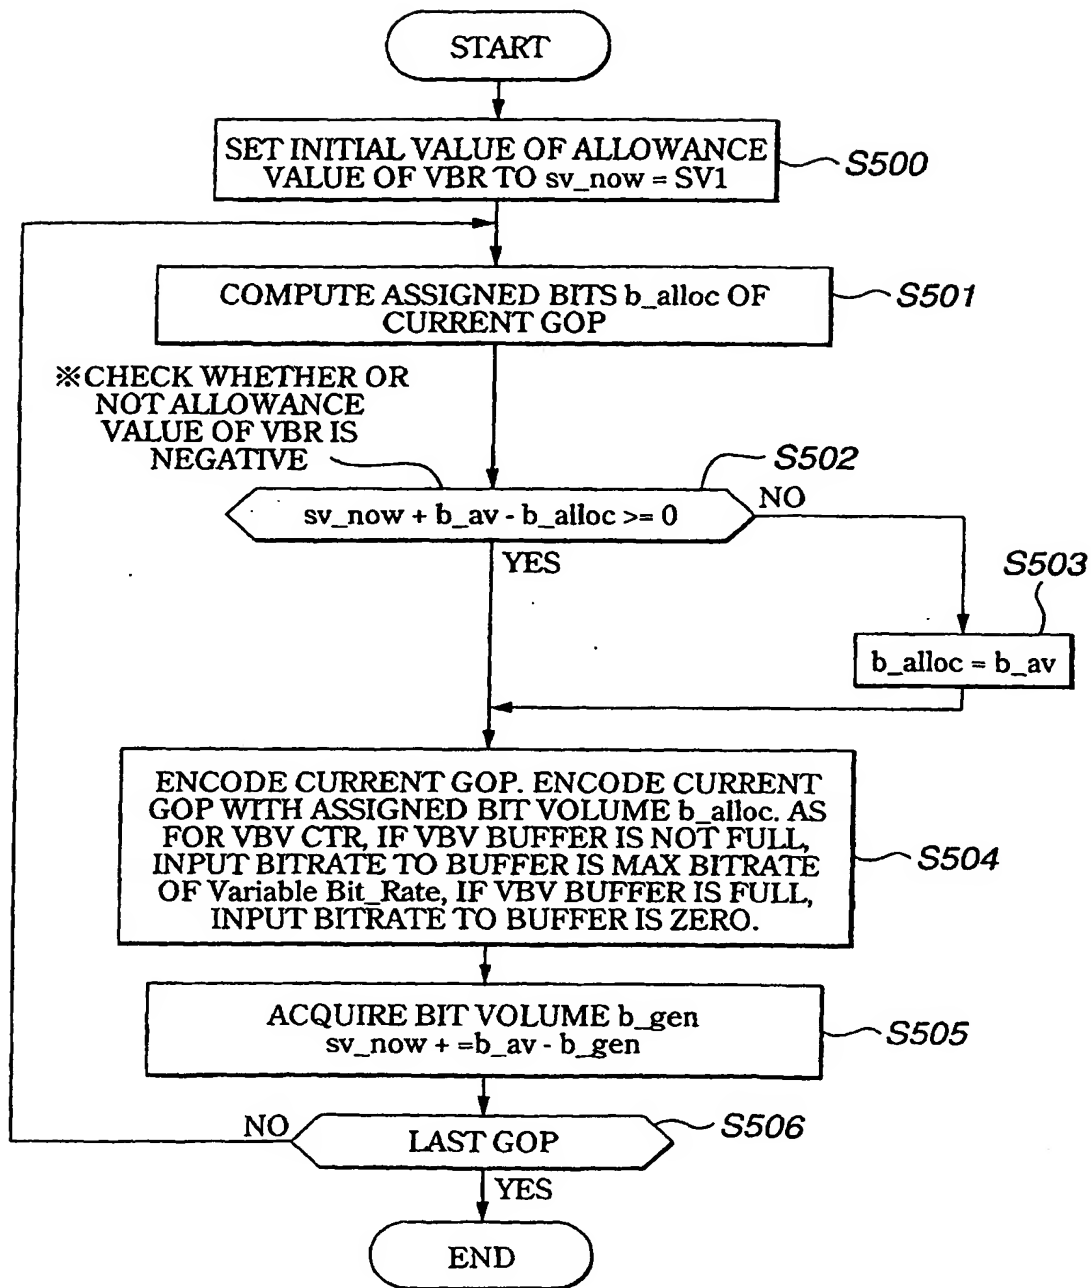 START
SET INITIAL VALUE OF ALLOWANCE
VALUE OF VBR TO sv_now = SV1
S500
COMPUTE ASSIGNED BITS b_alloc OF
CURRENT GOP
S501
※CHECK WHETHER OR
NOT ALLOWANCE
VALUE OF VBR IS
NEGATIVE
S502
sv_now + b_av - b_alloc >= 0
NO
YES
S503
b_alloc = b_av
ENCODE CURRENT GOP. ENCODE CURRENT
GOP WITH ASSIGNED BIT VOLUME b_alloc. AS
FOR VBV CTR, IF VBV BUFFER IS NOT FULL,
INPUT BITRATE TO BUFFER IS MAX BITRATE
OF Variable Bit_Rate, IF VBV BUFFER IS FULL,
INPUT BITRATE TO BUFFER IS ZERO.
S504
ACQUIRE BIT VOLUME b_gen
sv_now + =b_av - b_gen
S505
NO
LAST GOP
S506
YES
END